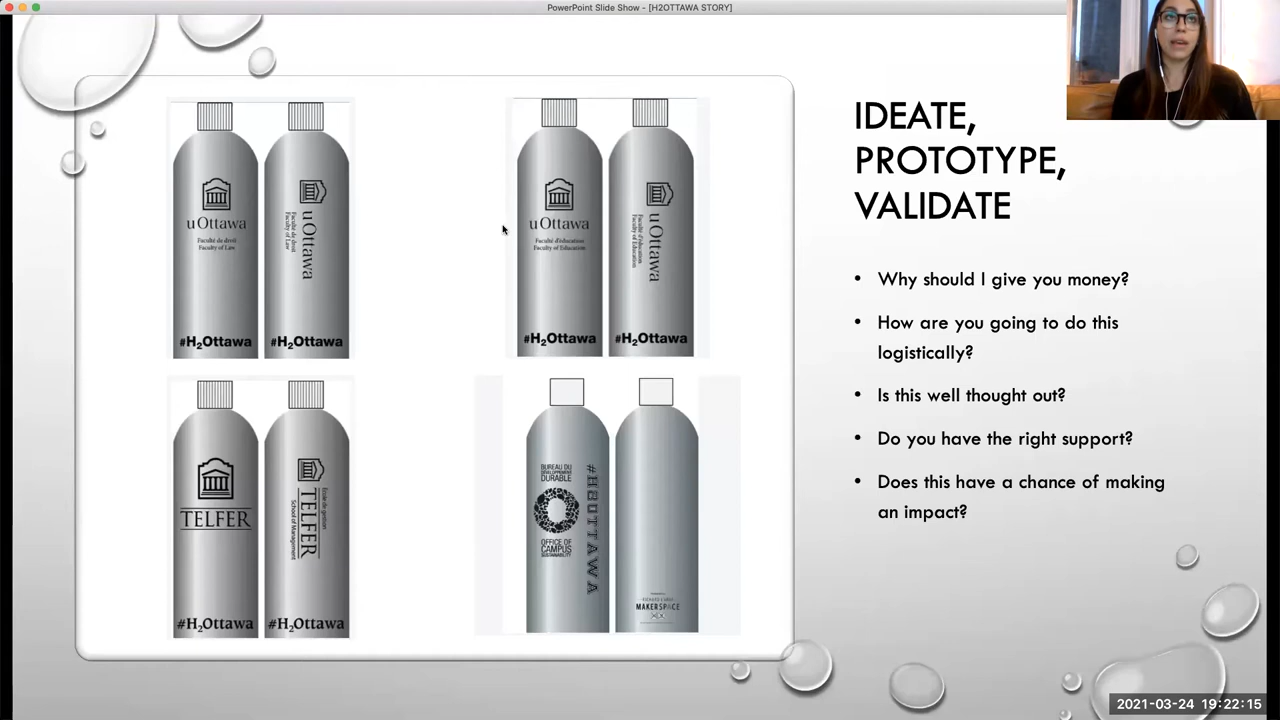 PowerPoint Slide Show - [H2OTTAWA STORY]
uOttawa
Faculté de droit
Faculty of Law
#H₂Ottawa
uOttawa
Faculté de droit
Faculty of Law
#H₂Ottawa
uOttawa
Faculté d'éducation
Faculty of Education
#H₂Ottawa
uOttawa
Faculté d'éducation
Faculty of Education
#H₂Ottawa
TELFER
#H₂Ottawa
École de gestion
TELFER
School of Management
#H₂Ottawa
BUREAU DU
DÉVELOPPEMENT
DURABLE
OFFICE OF
CAMPUS
SUSTAINABILITY
#H2OTTAWA
MAKERSPACE
IDEATE,
PROTOTYPE,
VALIDATE
• Why should I give you money?
• How are you going to do this
logistically?
• Is this well thought out?
• Do you have the right support?
• Does this have a chance of making
an impact?
2021-03-24 19:22:15